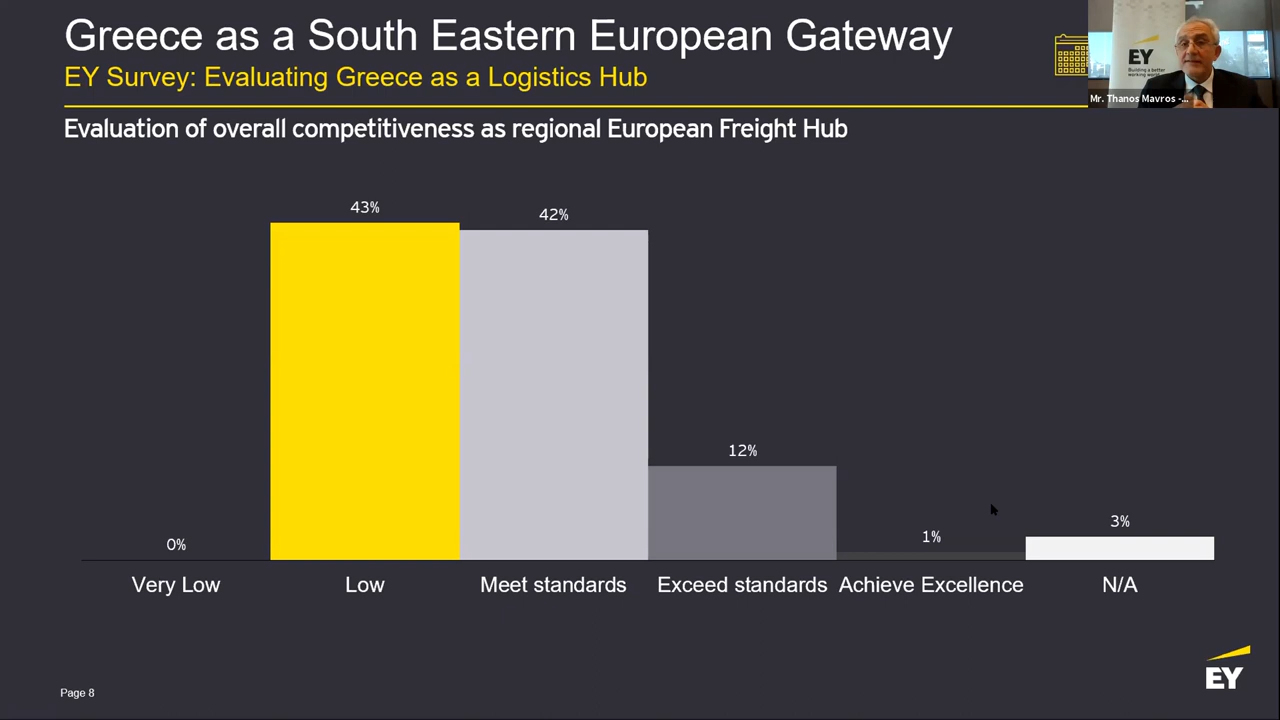 Greece as a South Eastern European Gateway
EY Survey: Evaluating Greece as a Logistics Hub
EY
Building a better
working world
Mr. Thanos Mavros -...
Evaluation of overall competitiveness as regional European Freight Hub
43%
42%
12%
0%
1%
3%
Very Low
Low
Meet standards
Exceed standards
Achieve Excellence
N/A
Page 8
EY